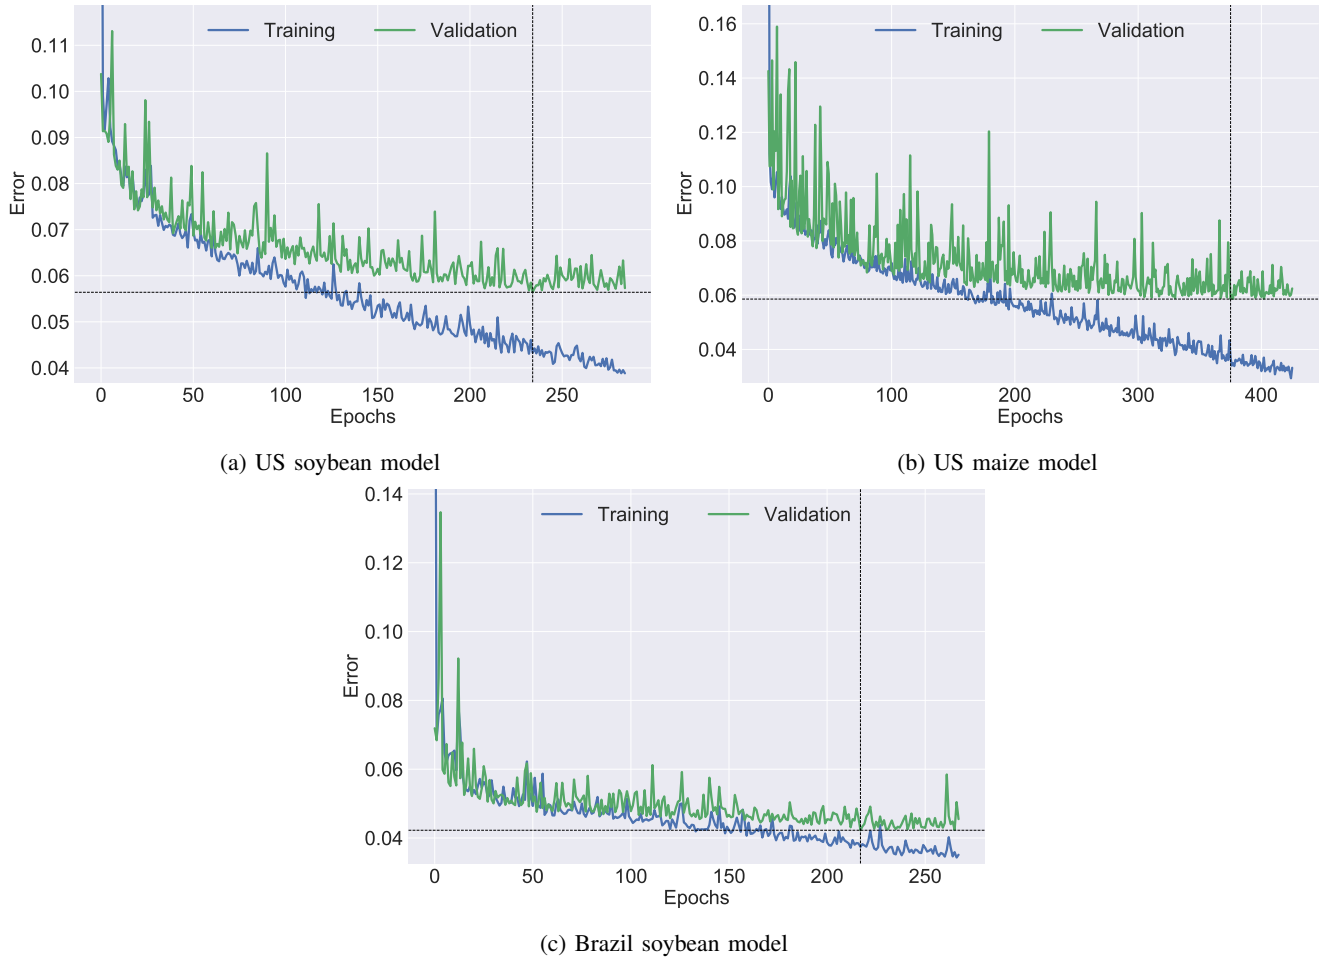 Training Validation
0.11
0.10
0.09
0.08
0.07
0.06
0.05
0.04
Error
0 50 100 150 200 250
Epochs
(a) US soybean model
Training Validation
0.16
0.14
0.12
0.10
0.08
0.06
0.04
Error
0 100 200 300 400
Epochs
(b) US maize model
Training Validation
0.14
0.12
0.10
0.08
0.06
0.04
Error
0 50 100 150 200 250
Epochs
(c) Brazil soybean model